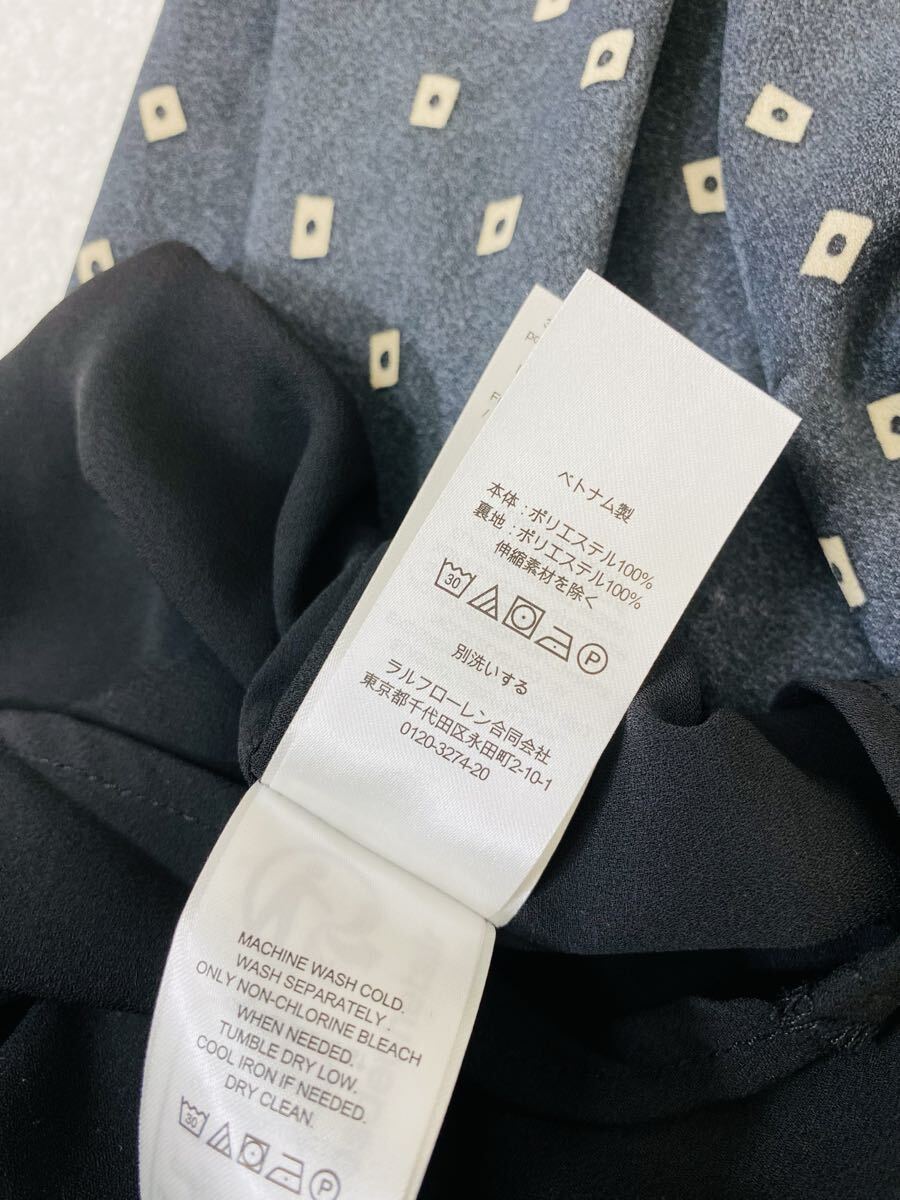 ベトナム製
本体:ポリエステル100%
裏地:ポリエステル100%
伸縮素材を除く
30
P
別洗いする
ラルフローレン合同会社
東京都千代田区永田町2-10-1
0120-3274-20
MACHINE WASH COLD.
WASH SEPARATELY.
ONLY NON-CHLORINE BLEACH
WHEN NEEDED.
TUMBLE DRY LOW.
COOL IRON IF NEEDED.
DRY CLEAN.
30
P